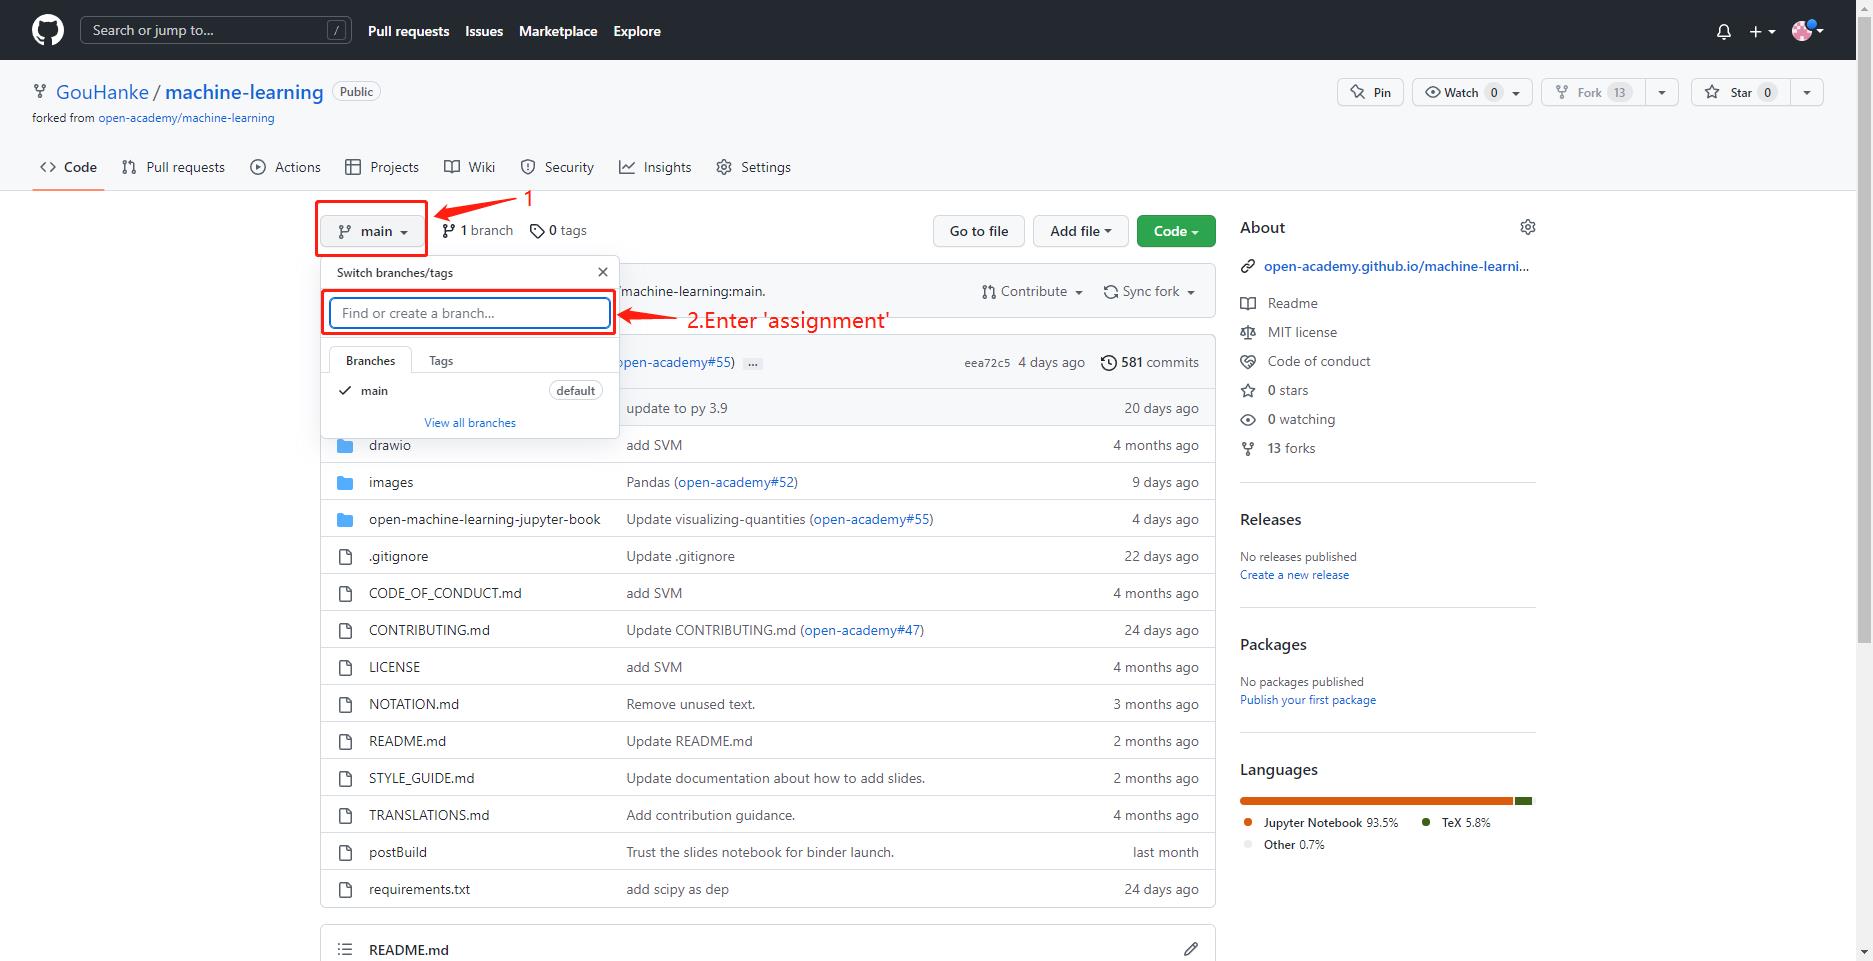 Search or jump to... /
Pull requests Issues Marketplace Explore
GouHanke / machine-learning Public
Pin Watch 0 Fork 13 Star 0
forked from open-academy/machine-learning
Code Pull requests Actions Projects Wiki Security Insights Settings
1
main 1 branch 0 tags Go to file Add file Code
Switch branches/tags
/machine-learning:main. Contribute Sync fork
Find or create a branch...
2.Enter 'assignment'
Branches Tags
open-academy#55) ... eea72c5 4 days ago 581 commits
main default
View all branches
update to py 3.9 20 days ago
drawio add SVM 4 months ago
images Pandas (open-academy#52) 9 days ago
open-machine-learning-jupyter-book Update visualizing-quantities (open-academy#55) 4 days ago
.gitignore Update .gitignore 22 days ago
CODE_OF_CONDUCT.md add SVM 4 months ago
CONTRIBUTING.md Update CONTRIBUTING.md (open-academy#47) 24 days ago
LICENSE add SVM 4 months ago
NOTATION.md Remove unused text. 3 months ago
README.md Update README.md 2 months ago
STYLE_GUIDE.md Update documentation about how to add slides. 2 months ago
TRANSLATIONS.md Add contribution guidance. 4 months ago
postBuild Trust the slides notebook for binder launch. last month
requirements.txt add scipy as dep 24 days ago
README.md
About
open-academy.github.io/machine-learni...
Readme
MIT license
Code of conduct
0 stars
0 watching
13 forks
Releases
No releases published
Create a new release
Packages
No packages published
Publish your first package
Languages
Jupyter Notebook 93.5% TeX 5.8%
Other 0.7%